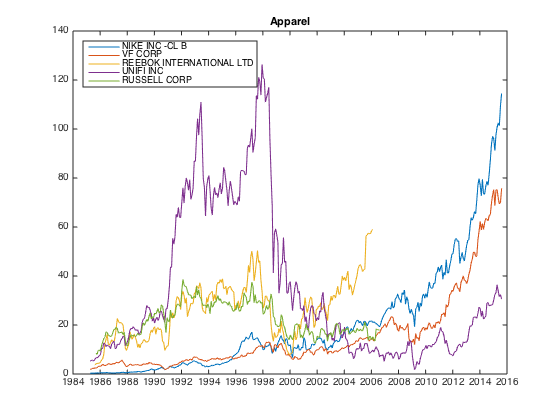 Apparel
140
120
100
80
60
40
20
0
NIKE INC -CL B
VF CORP
REEBOK INTERNATIONAL LTD
UNIFI INC
RUSSELL CORP
1984 1986 1988 1990 1992 1994 1996 1998 2000 2002 2004 2006 2008 2010 2012 2014 2016